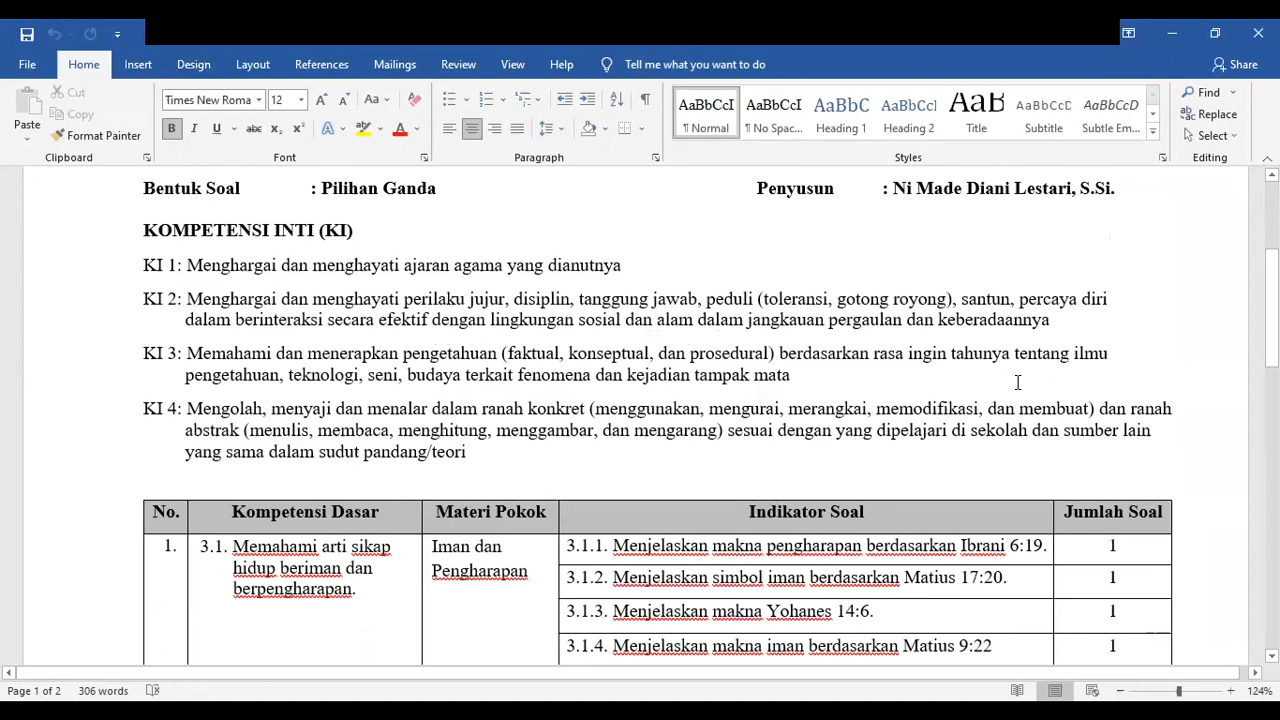 File Home Insert Design Layout References Mailings Review View Help Tell me what you want to do Share
Cut
Copy
Paste
Format Painter
Times New Roma 12
Aa
B I U abc x₂ x² A A
AaBbCcI AaBbCcI AaBbC AaBbCcI AaB AaBbCcD AaBbCcD
¶ Normal ¶ No Spac... Heading 1 Heading 2 Title Subtitle Subtle Em...
Find
Replace
Select
Clipboard Font Paragraph Styles Editing
Bentuk Soal : Pilihan Ganda Penyusun : Ni Made Diani Lestari, S.Si.
KOMPETENSI INTI (KI)
KI 1: Menghargai dan menghayati ajaran agama yang dianutnya
KI 2: Menghargai dan menghayati perilaku jujur, disiplin, tanggung jawab, peduli (toleransi, gotong royong), santun, percaya diri
dalam berinteraksi secara efektif dengan lingkungan sosial dan alam dalam jangkauan pergaulan dan keberadaannya
KI 3: Memahami dan menerapkan pengetahuan (faktual, konseptual, dan prosedural) berdasarkan rasa ingin tahunya tentang ilmu
pengetahuan, teknologi, seni, budaya terkait fenomena dan kejadian tampak mata
KI 4: Mengolah, menyaji dan menalar dalam ranah konkret (menggunakan, mengurai, merangkai, memodifikasi, dan membuat) dan ranah
abstrak (menulis, membaca, menghitung, menggambar, dan mengarang) sesuai dengan yang dipelajari di sekolah dan sumber lain
yang sama dalam sudut pandang/teori
No. Kompetensi Dasar Materi Pokok Indikator Soal Jumlah Soal
1. 3.1. Memahami arti sikap Iman dan 3.1.1. Menjelaskan makna pengharapan berdasarkan Ibrani 6:19. 1
hidup beriman dan Pengharapan 3.1.2. Menjelaskan simbol iman berdasarkan Matius 17:20. 1
berpengharapan.
3.1.3. Menjelaskan makna Yohanes 14:6. 1
3.1.4. Menjelaskan makna iman berdasarkan Matius 9:22 1
Page 1 of 2 306 words 124%